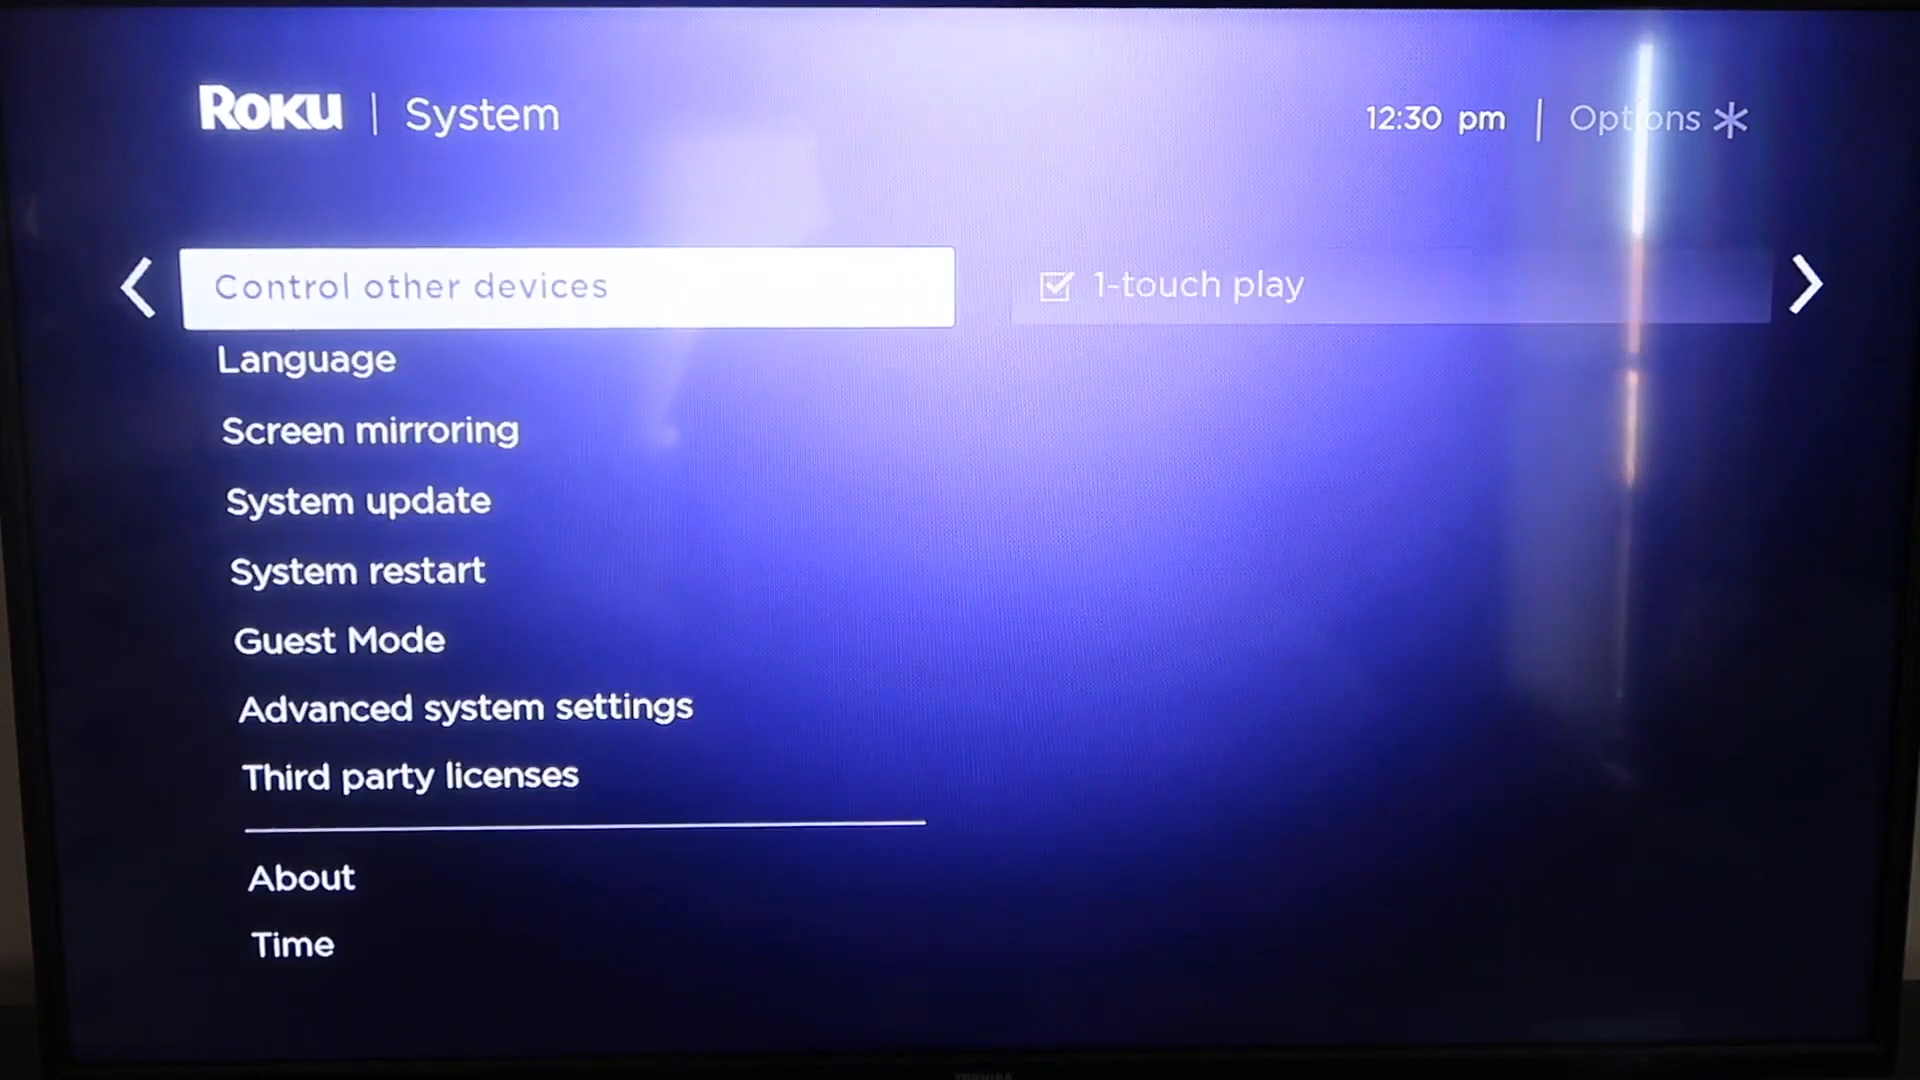 Roku | System
12:30 pm | Options *
Control other devices
1-touch play
Language
Screen mirroring
System update
System restart
Guest Mode
Advanced system settings
Third party licenses
About
Time